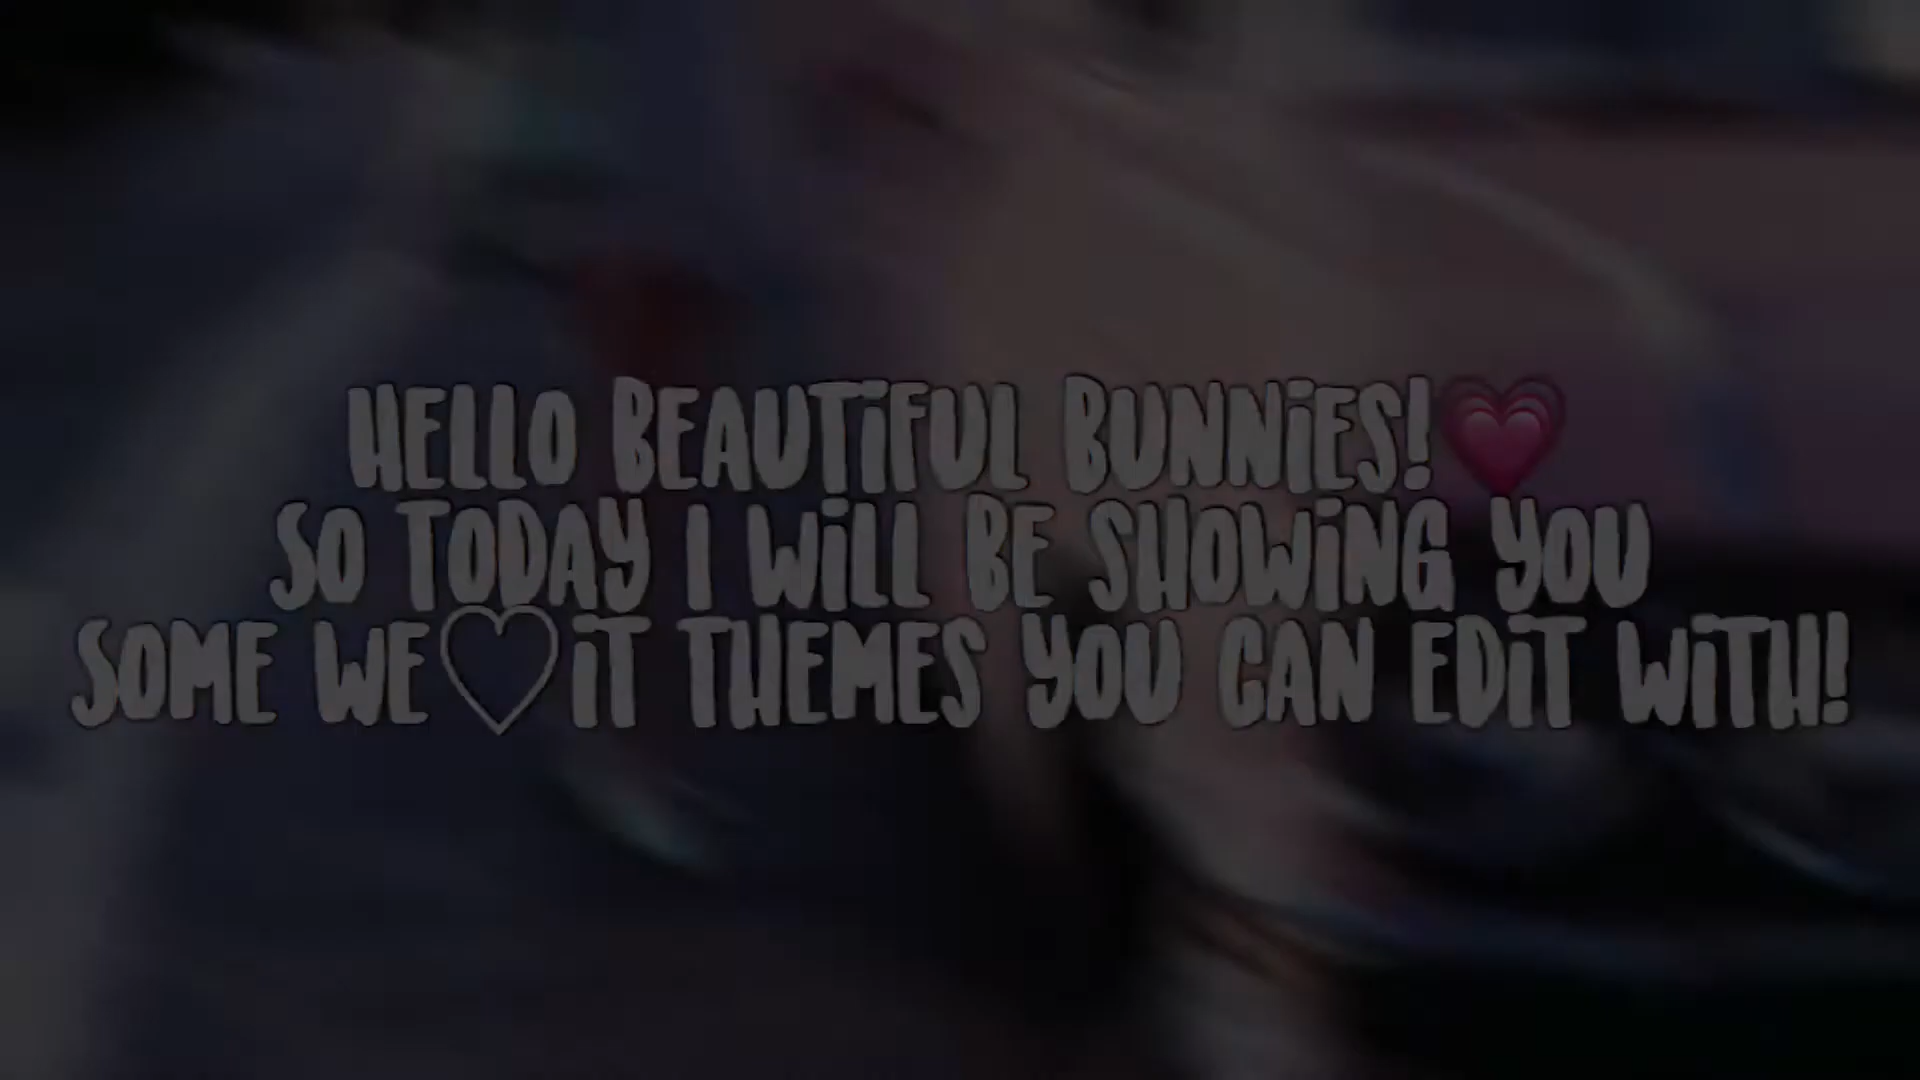 HELLO BEAUTiFUL BUNNiES!💗
SO TODAY I WiLL BE SHOWiNG YOU
SOME WE♡iT THEMES YOU CAN EDiT WiTH!